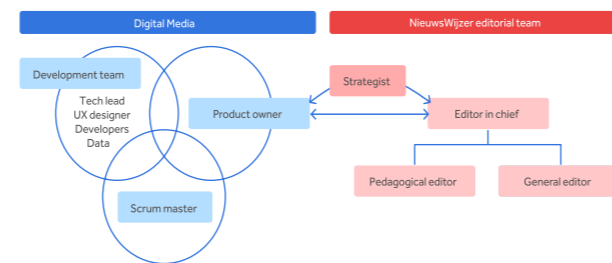 Digital Media
NieuwsWijzer editorial team
Development team
Tech lead
UX designer
Developers
Data
Product owner
Scrum master
Strategist
Editor in chief
Pedagogical editor
General editor